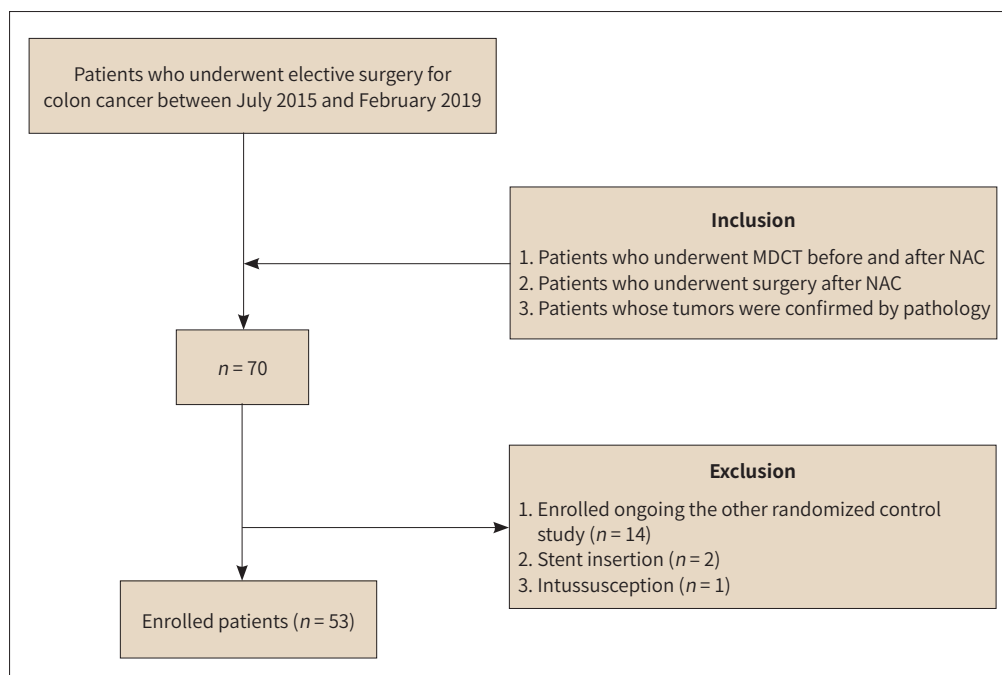 Patients who underwent elective surgery for
colon cancer between July 2015 and February 2019
Inclusion
1. Patients who underwent MDCT before and after NAC
2. Patients who underwent surgery after NAC
3. Patients whose tumors were confirmed by pathology
n = 70
Exclusion
1. Enrolled ongoing the other randomized control
study (n = 14)
2. Stent insertion (n = 2)
3. Intussusception (n = 1)
Enrolled patients (n = 53)